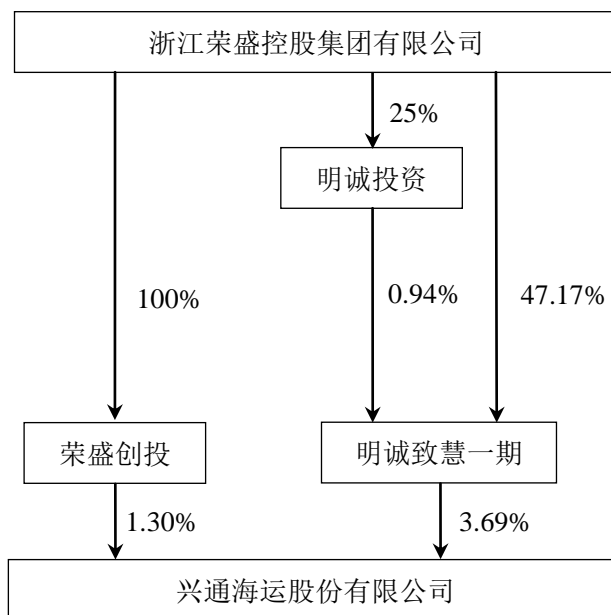 浙江荣盛控股集团有限公司
25%
明诚投资
100%
0.94%
47.17%
荣盛创投
明诚致慧一期
1.30%
3.69%
兴通海运股份有限公司